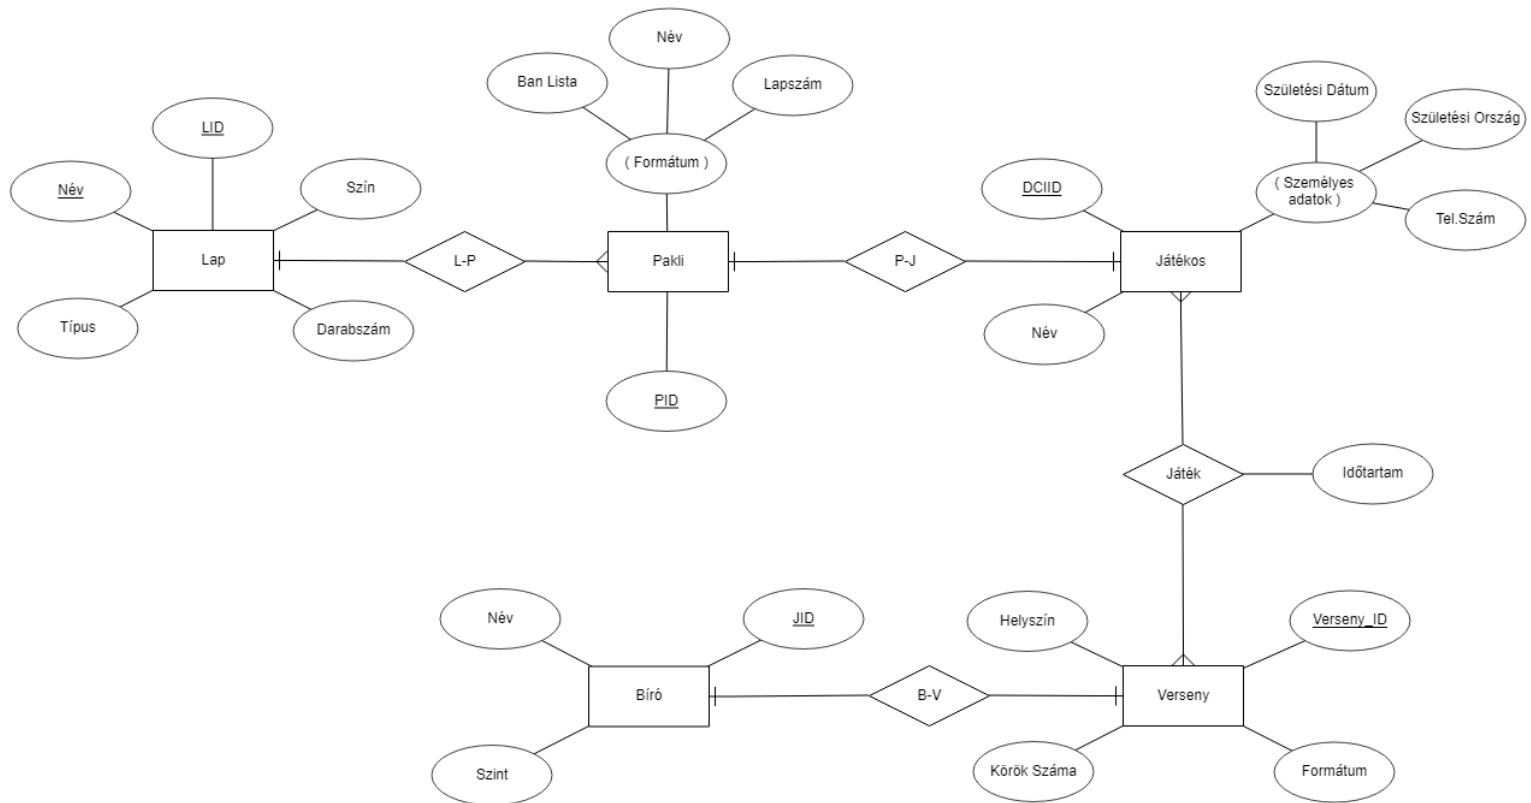 Név
Ban Lista
Lapszám
Születési Dátum
Születési Ország
LID
( Formátum )
Név
Szín
DCIID
( Személyes
adatok )
Tel.Szám
Lap
L-P
Pakli
P-J
Játékos
Típus
Darabszám
Név
PID
Játék
Időtartam
Név
JID
Helyszín
Verseny_ID
Bíró
B-V
Verseny
Szint
Körök Száma
Formátum